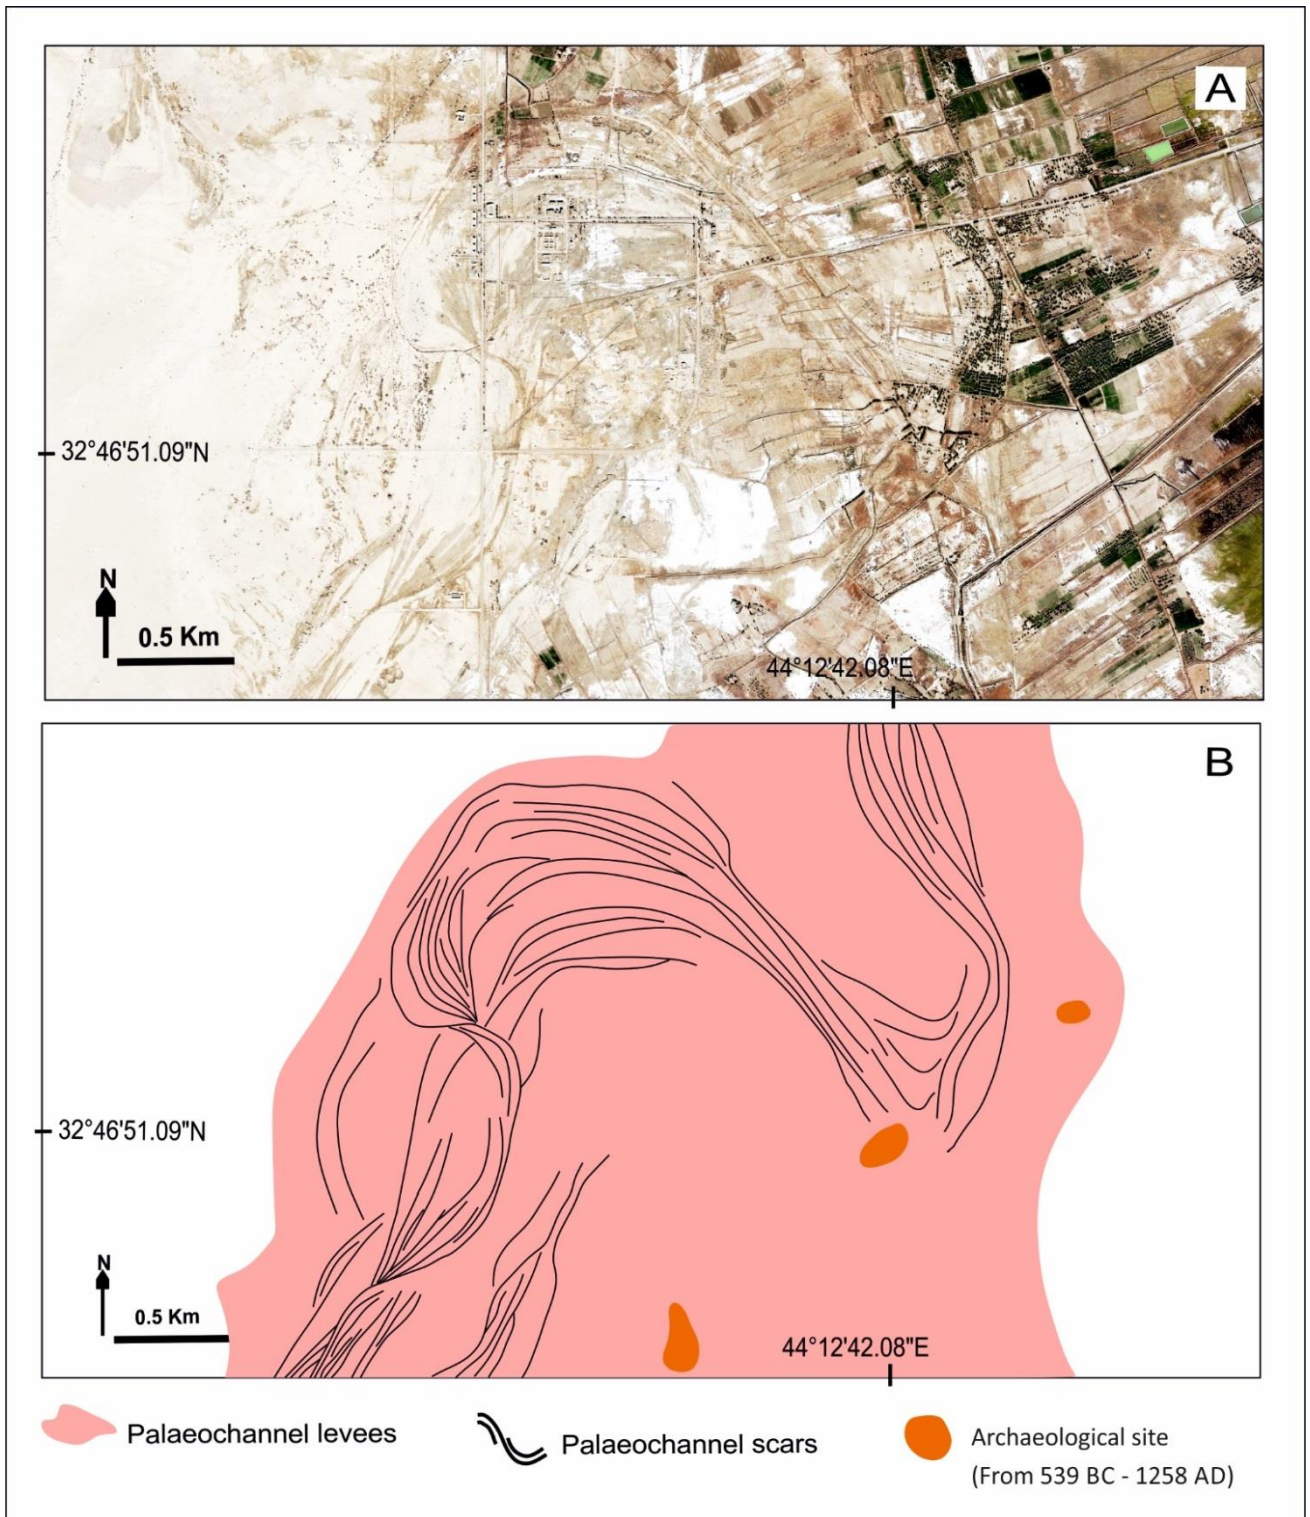 A
32°46'51.09"N
N
0.5 Km
44°12'42.08"E
B
32°46'51.09"N
N
0.5 Km
44°12'42.08"E
Palaeochannel levees
Palaeochannel scars
Archaeological site
(From 539 BC - 1258 AD)